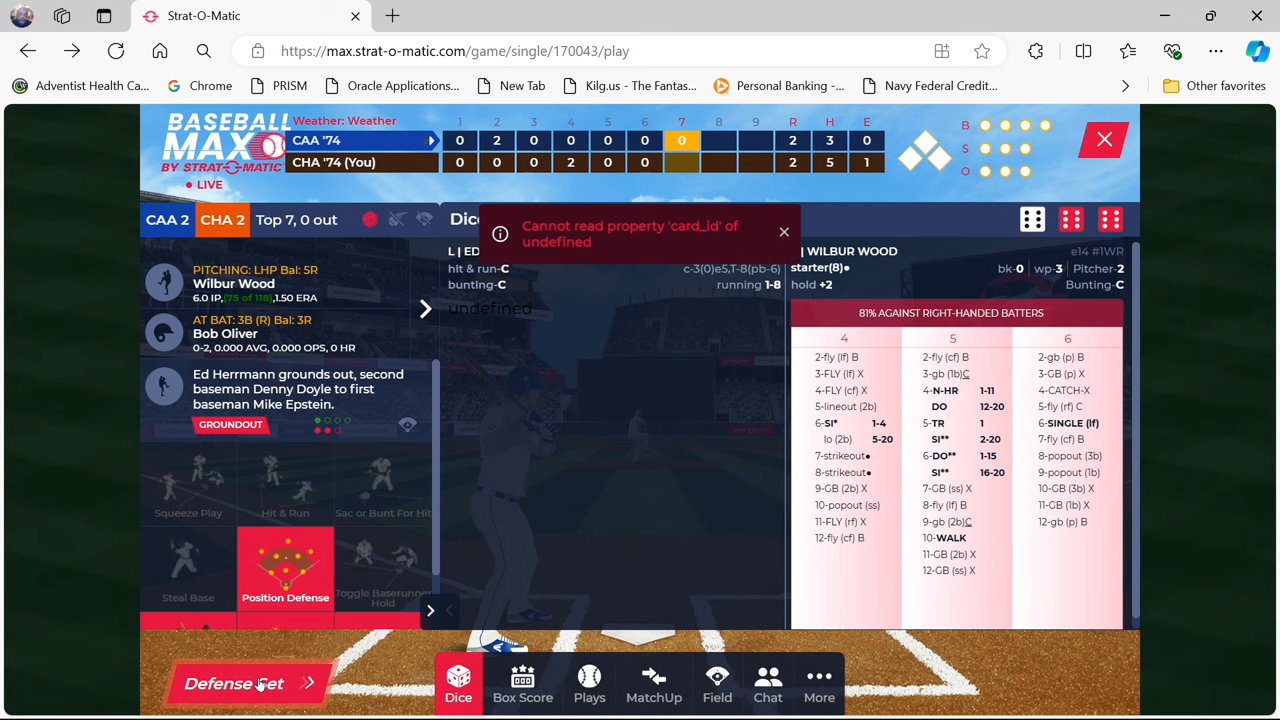 Strat-O-Matic
https://max.strat-o-matic.com/game/single/170043/play
Adventist Health Ca...
Chrome
PRISM
Oracle Applications...
New Tab
Kilg.us - The Fantas...
Personal Banking -...
Navy Federal Credit...
Other favorites
BASEBALL
MAX
BY STRAT-O-MATIC
LIVE
Weather: Weather
1 2 3 4 5 6 7 8 9 R H E
CAA '74 0 2 0 0 0 0 0 2 3 0
CHA '74 (You) 0 0 0 2 0 0 2 5 1
B
S
O
CAA 2 CHA 2 Top 7, 0 out
Cannot read property 'card_id' of
undefined
PITCHING: LHP Bal: 5R
Wilbur Wood
6.0 IP,(75 of 118),1.50 ERA
AT BAT: 3B (R) Bal: 3R
Bob Oliver
0-2, 0.000 AVG, 0.000 OPS, 0 HR
Ed Herrmann grounds out, second
baseman Denny Doyle to first
baseman Mike Epstein.
GROUNDOUT
Squeeze Play
Hit & Run
Sac or Bunt For Hit
Steal Base
Position Defense
Toggle Baserunner
Hold
hit & run-C c-3(0)e5,T-8(pb-6)
bunting-C running 1-8
undefined
WILBUR WOOD e14 #1WR
starter(8)● bk-0 wp-3 Pitcher-2
hold +2 Bunting-C
81% AGAINST RIGHT-HANDED BATTERS
4
2-fly (lf) B
3-FLY (lf) X
4-FLY (cf) X
5-lineout (2b)
6-SI* 1-4
lo (2b) 5-20
7-strikeout●
8-strikeout●
9-GB (2b) X
10-popout (ss)
11-FLY (rf) X
12-fly (cf) B
5
2-fly (cf) B
3-gb (1b)C
4-N-HR 1-11
DO 12-20
5-TR 1
SI** 2-20
6-DO** 1-15
SI** 16-20
7-GB (ss) X
8-fly (lf) B
9-gb (2b)C
10-WALK
11-GB (2b) X
12-GB (ss) X
6
2-gb (p) B
3-GB (p) X
4-CATCH-X
5-fly (rf) C
6-SINGLE (lf)
7-fly (cf) B
8-popout (3b)
9-popout (1b)
10-GB (3b) X
11-GB (1b) X
12-gb (p) B
Dice
Box Score
Plays
MatchUp
Field
Chat
More